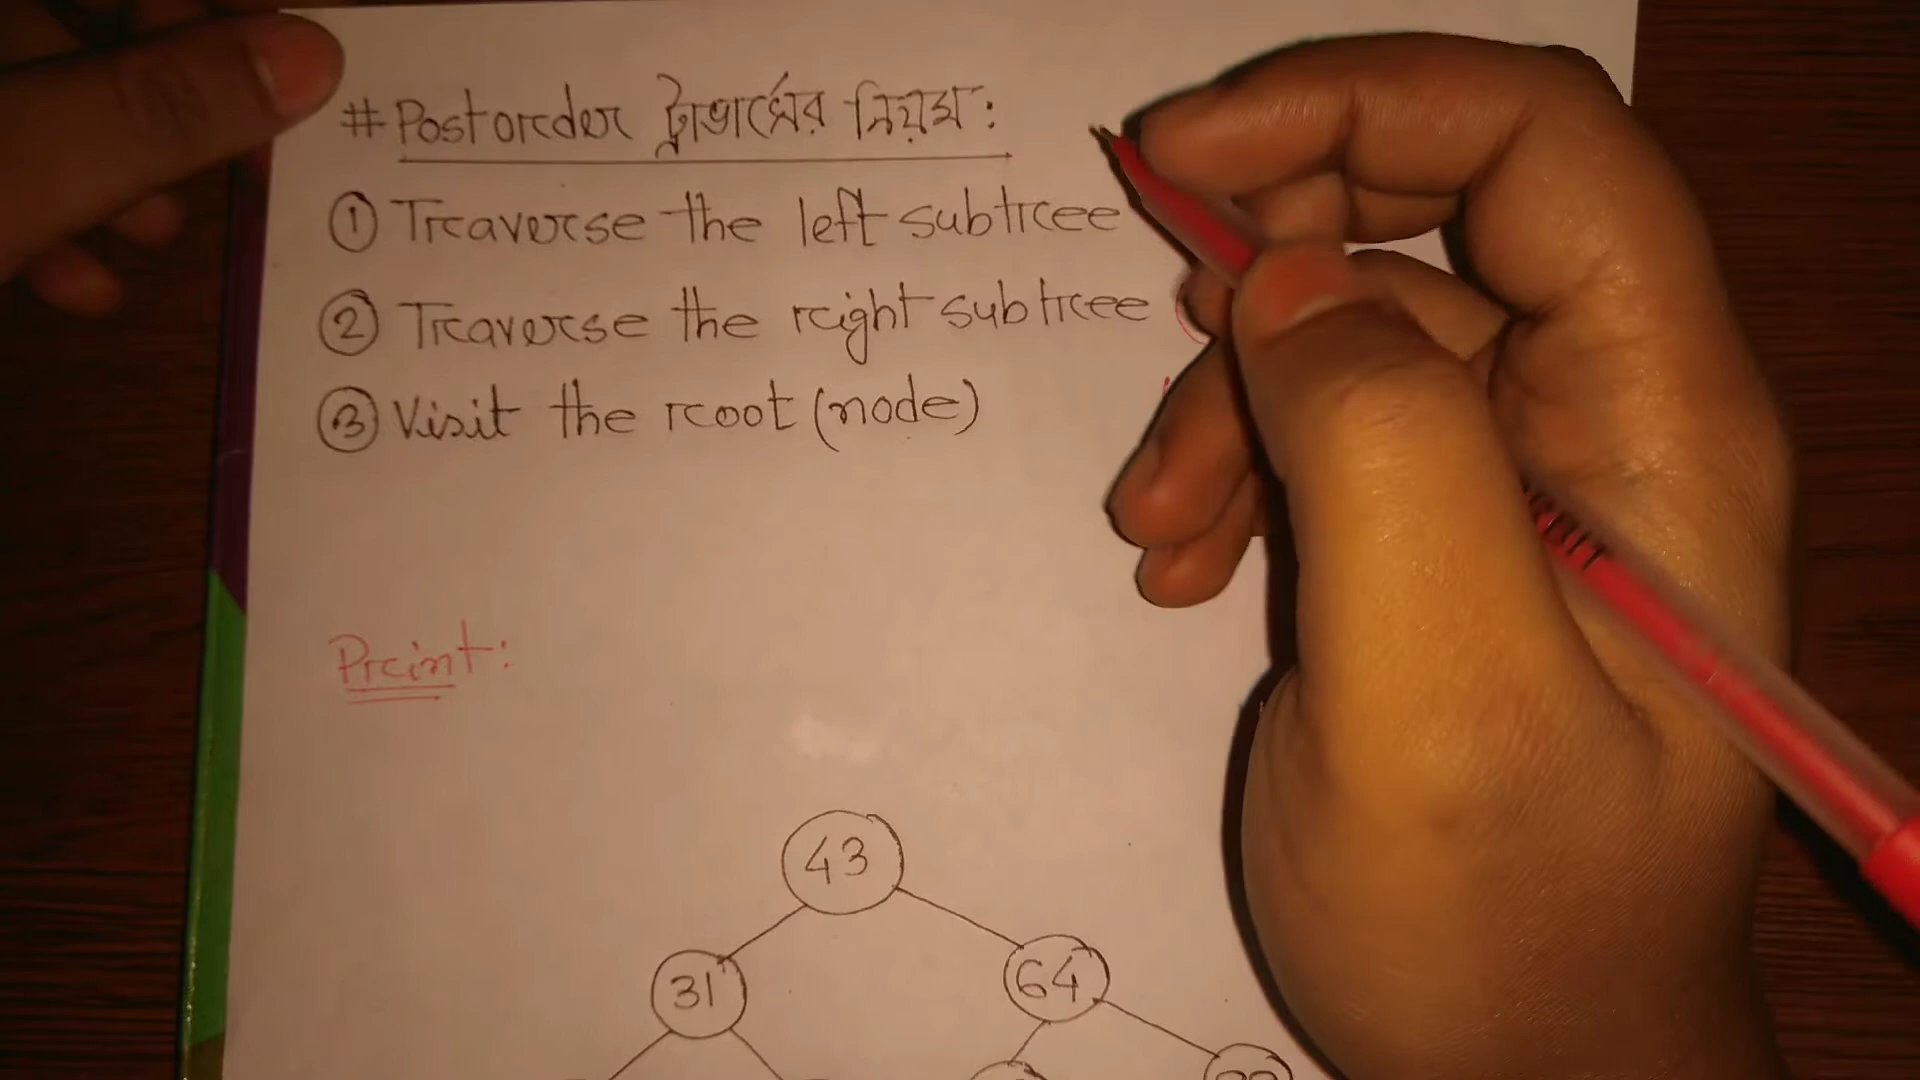 # Postorder ট্রাভার্সের নিয়ম:
① Traverse the left subtree
② Traverse the right subtree
③ Visit the root (node)
Print:
43
31
64